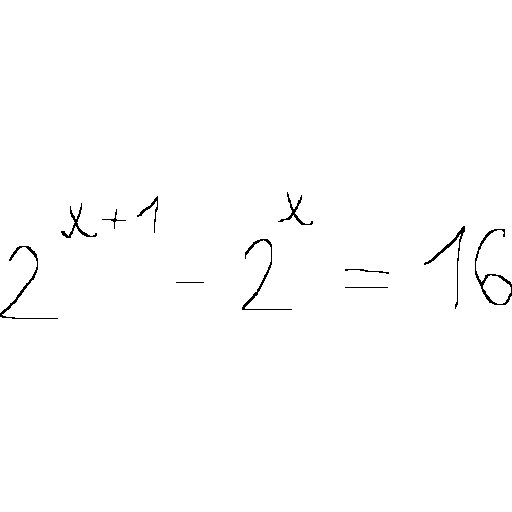 2^{x+1} - 2^x = 16